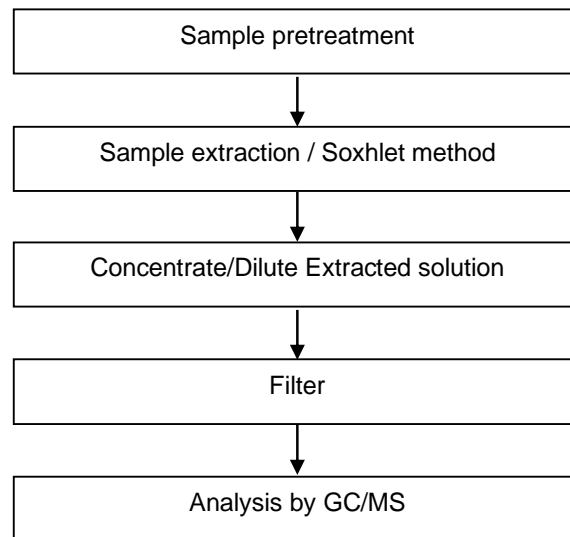 Sample pretreatment
Sample extraction / Soxhlet method
Concentrate/Dilute Extracted solution
Filter
Analysis by GC/MS